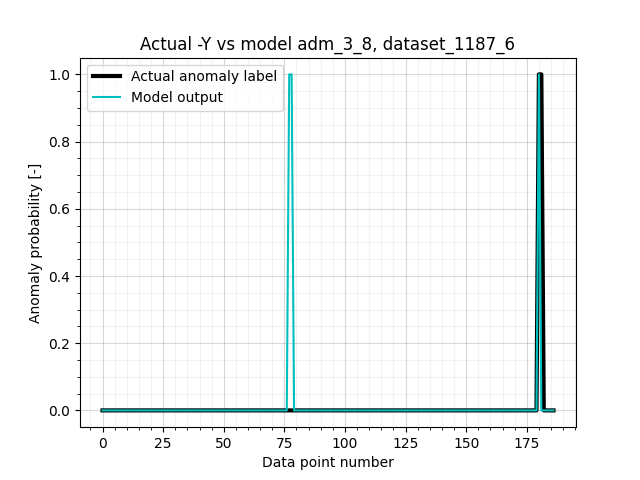 Actual -Y vs model adm_3_8, dataset_1187_6
Actual anomaly label
Model output
Anomaly probability [-]
1.0
0.8
0.6
0.4
0.2
0.0
0 25 50 75 100 125 150 175
Data point number